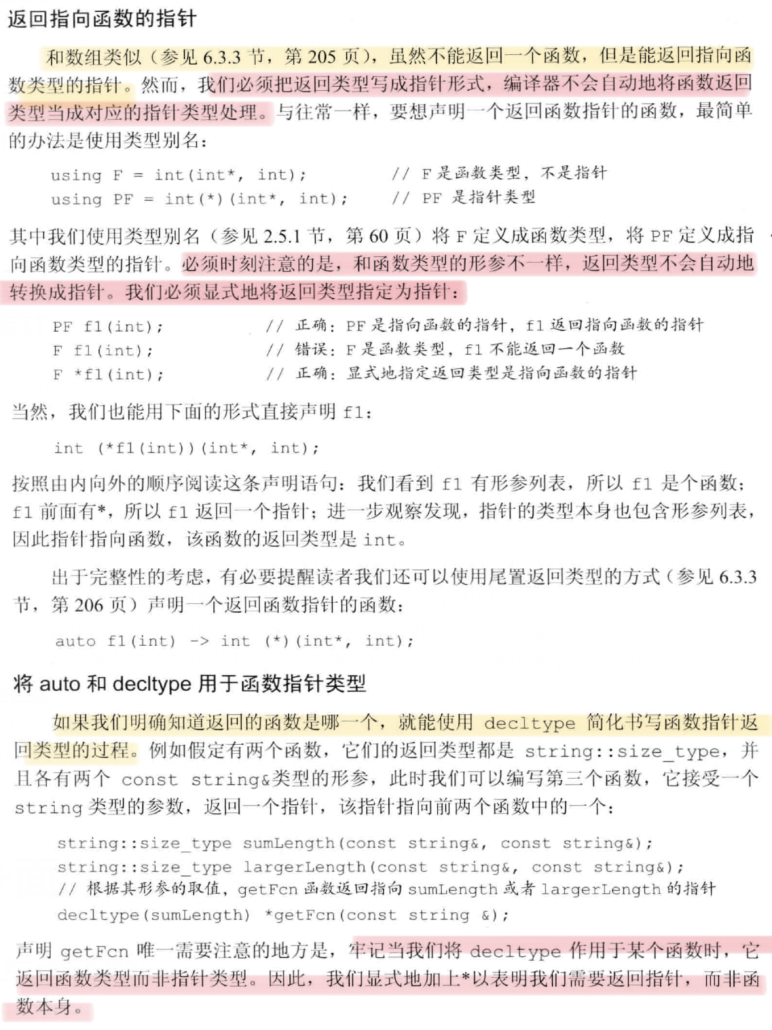 返回指向函数的指针
和数组类似（参见 6.3.3 节，第 205 页），虽然不能返回一个函数，但是能返回指向函
数类型的指针。然而，我们必须把返回类型写成指针形式，编译器不会自动地将函数返回
类型当成对应的指针类型处理。与往常一样，要想声明一个返回函数指针的函数，最简单
的办法是使用类型别名：
using F = int(int*, int); // F是函数类型，不是指针
using PF = int(*)(int*, int); // PF 是指针类型
其中我们使用类型别名（参见 2.5.1 节，第 60 页）将 F 定义成函数类型，将 PF 定义成指
向函数类型的指针。必须时刻注意的是，和函数类型的形参不一样，返回类型不会自动地
转换成指针。我们必须显式地将返回类型指定为指针：
PF f1(int); // 正确：PF 是指向函数的指针，f1 返回指向函数的指针
F f1(int); // 错误：F是函数类型，f1 不能返回一个函数
F *f1(int); // 正确：显式地指定返回类型是指向函数的指针
当然，我们也能用下面的形式直接声明 f1：
int (*f1(int))(int*, int);
按照由内向外的顺序阅读这条声明语句：我们看到 f1 有形参列表，所以 f1 是个函数；
f1 前面有*，所以 f1 返回一个指针；进一步观察发现，指针的类型本身也包含形参列表，
因此指针指向函数，该函数的返回类型是 int。
出于完整性的考虑，有必要提醒读者我们还可以使用尾置返回类型的方式（参见 6.3.3
节，第 206 页）声明一个返回函数指针的函数：
auto f1(int) -> int (*)(int*, int);
将 auto 和 decltype 用于函数指针类型
如果我们明确知道返回的函数是哪一个，就能使用 decltype 简化书写函数指针返
回类型的过程。例如假定有两个函数，它们的返回类型都是 string::size_type，并
且各有两个 const string&类型的形参，此时我们可以编写第三个函数，它接受一个
string 类型的参数，返回一个指针，该指针指向前两个函数中的一个：
string::size_type sumLength(const string&, const string&);
string::size_type largerLength(const string&, const string&);
// 根据其形参的取值，getFcn 函数返回指向 sumLength 或者 largerLength 的指针
decltype(sumLength) *getFcn(const string &);
声明 getFcn 唯一需要注意的地方是，牢记当我们将 decltype 作用于某个函数时，它
返回函数类型而非指针类型。因此，我们显式地加上*以表明我们需要返回指针，而非函
数本身。